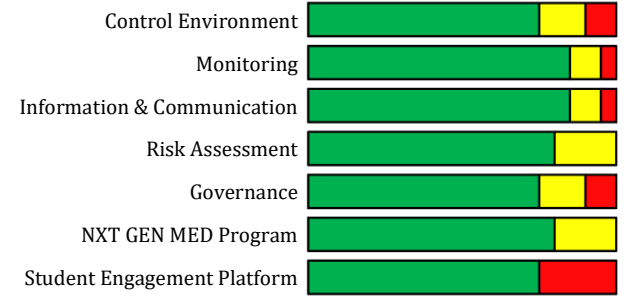 Control Environment
Monitoring
Information & Communication
Risk Assessment
Governance
NXT GEN MED Program
Student Engagement Platform